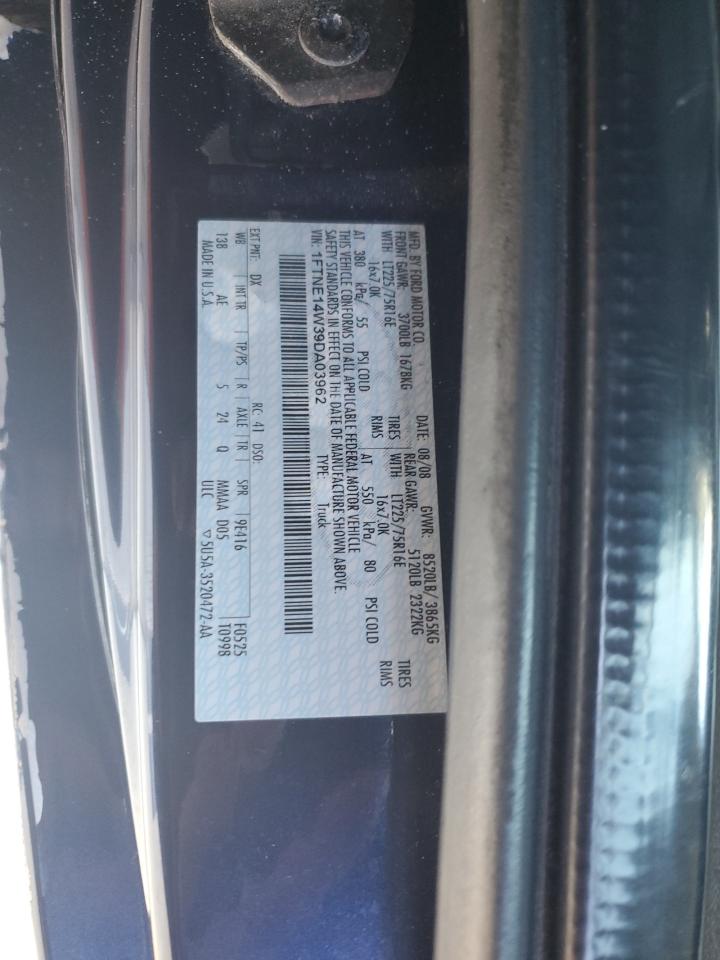 MFD. BY FORD MOTOR CO.
DATE: 08/08 GVWR: 8520LB/3865KG
FRONT GAWR: 3700LB 1678KG
REAR GAWR: 5120LB 2322KG
WITH LT225/75R16E TIRES
WITH LT225/75R16E TIRES
16x7.0K RIMS
16x7.0K RIMS
AT 380 kPa/ 55 PSI COLD
AT 550 kPa/ 80 PSI COLD
THIS VEHICLE CONFORMS TO ALL APPLICABLE FEDERAL MOTOR VEHICLE
SAFETY STANDARDS IN EFFECT ON THE DATE OF MANUFACTURE SHOWN ABOVE.
VIN: 1FTNE14W39DA03962
TYPE: Truck
F0525
T0998
EXT PNT: DX RC: 41 DSO:
WB INT TR TP/PS R AXLE TR SPR 9E416
138 AE 5 24 Q MMAA D05
MADE IN U.S.A. UTC ▽5U5A-3520472-AA